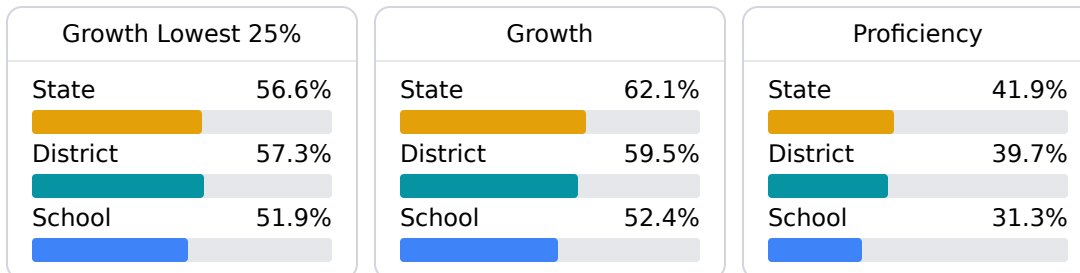 Growth Lowest 25%
State 56.6%
District 57.3%
School 51.9%
Growth
State 62.1%
District 59.5%
School 52.4%
Proficiency
State 41.9%
District 39.7%
School 31.3%